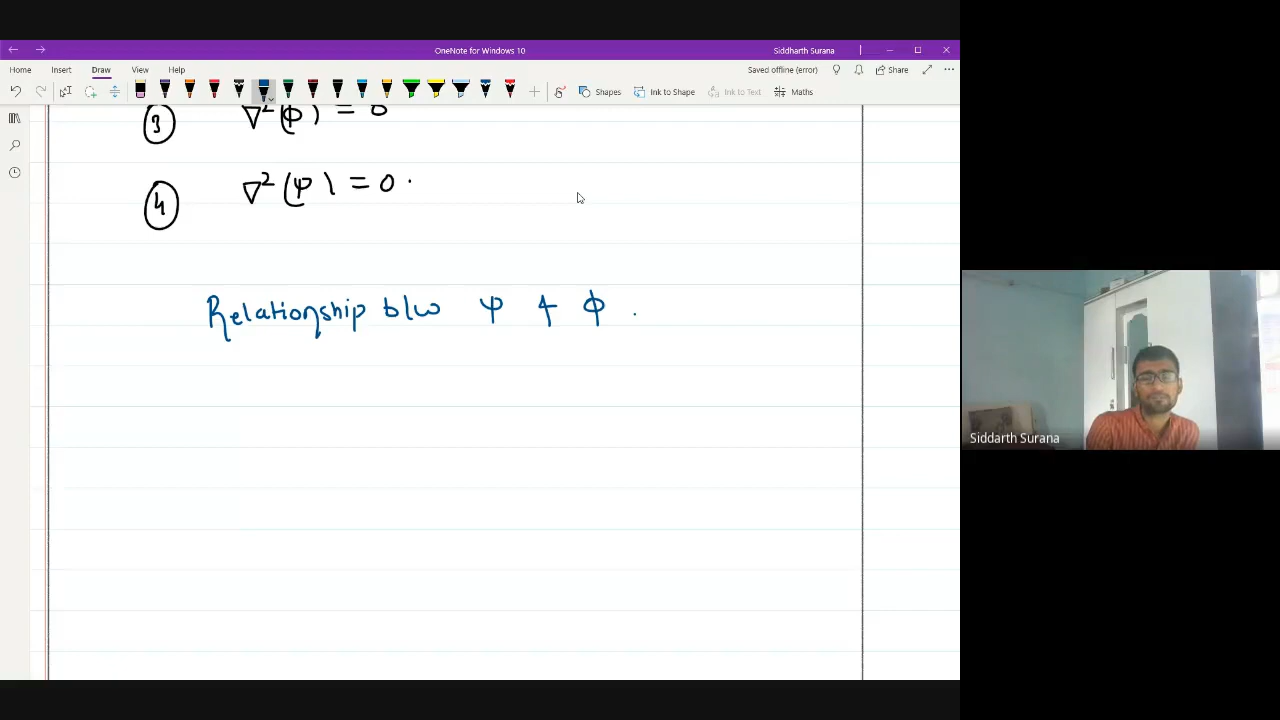 OneNote for Windows 10
Siddharth Surana
Home Insert Draw View Help
Saved offline (error)
Share
Shapes
Ink to Shape
Ink to Text
Maths
3 ∇²(φ) = 0
4 ∇²(ψ) = 0 .
Relationship b/w ψ & φ .
Siddarth Surana